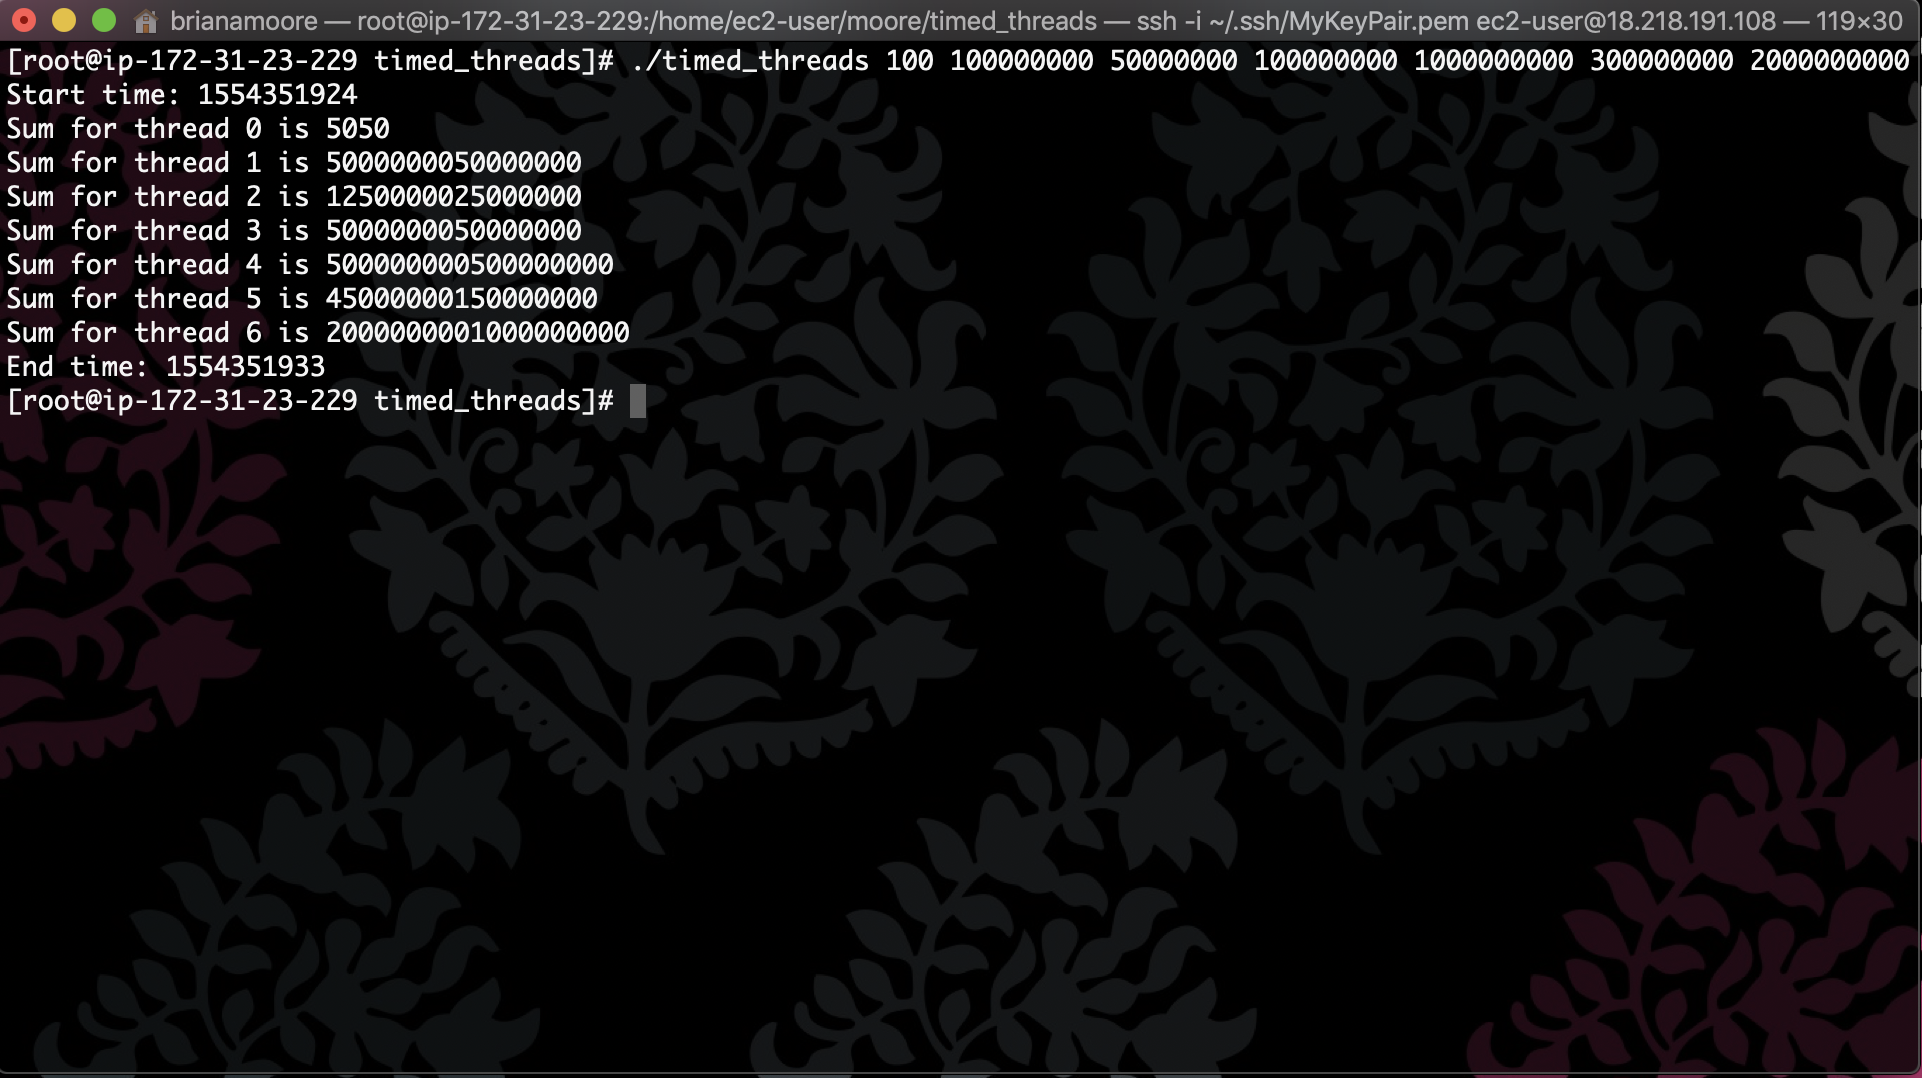 brianamoore — root@ip-172-31-23-229:/home/ec2-user/moore/timed_threads — ssh -i ~/.ssh/MyKeyPair.pem ec2-user@18.218.191.108 — 119×30
[root@ip-172-31-23-229 timed_threads]# ./timed_threads 100 100000000 50000000 100000000 1000000000 300000000 2000000000
Start time: 1554351924
Sum for thread 0 is 5050
Sum for thread 1 is 5000000050000000
Sum for thread 2 is 1250000025000000
Sum for thread 3 is 5000000050000000
Sum for thread 4 is 500000000500000000
Sum for thread 5 is 45000000150000000
Sum for thread 6 is 2000000001000000000
End time: 1554351933
[root@ip-172-31-23-229 timed_threads]#